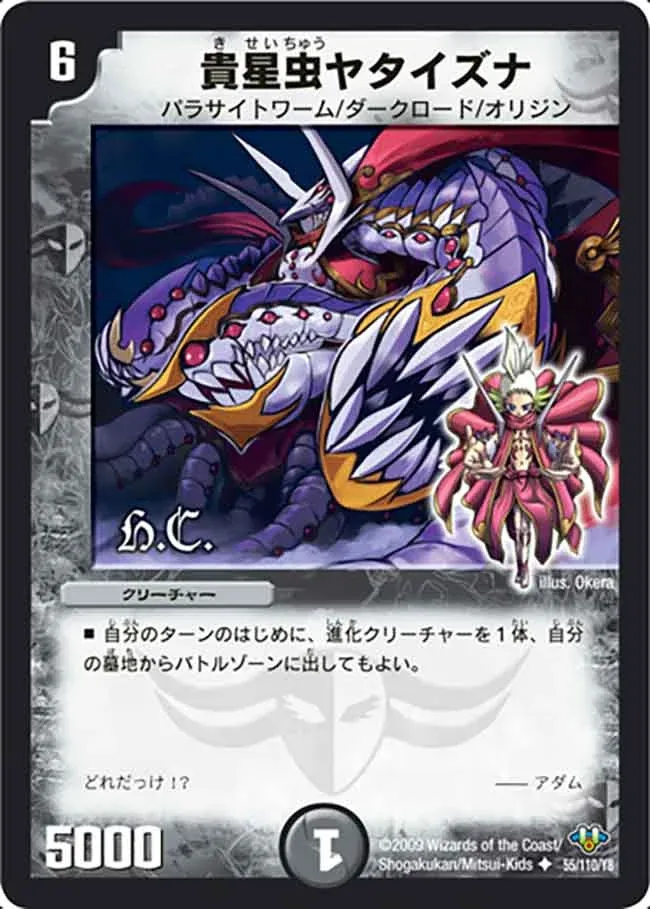 6
きせいちゅう
貴星虫ヤタイズナ
パラサイトワーム/ダークロード/オリジン
H.C.
illus. Okera
クリーチャー
■ 自分のターンのはじめに、進化クリーチャーを1体、自分
の墓地からバトルゾーンに出してもよい。
どれだっけ!? ―― アダム
5000
1
©2009 Wizards of the Coast/
Shogakukan/Mitsui-Kids ♦ 55/110/Y8